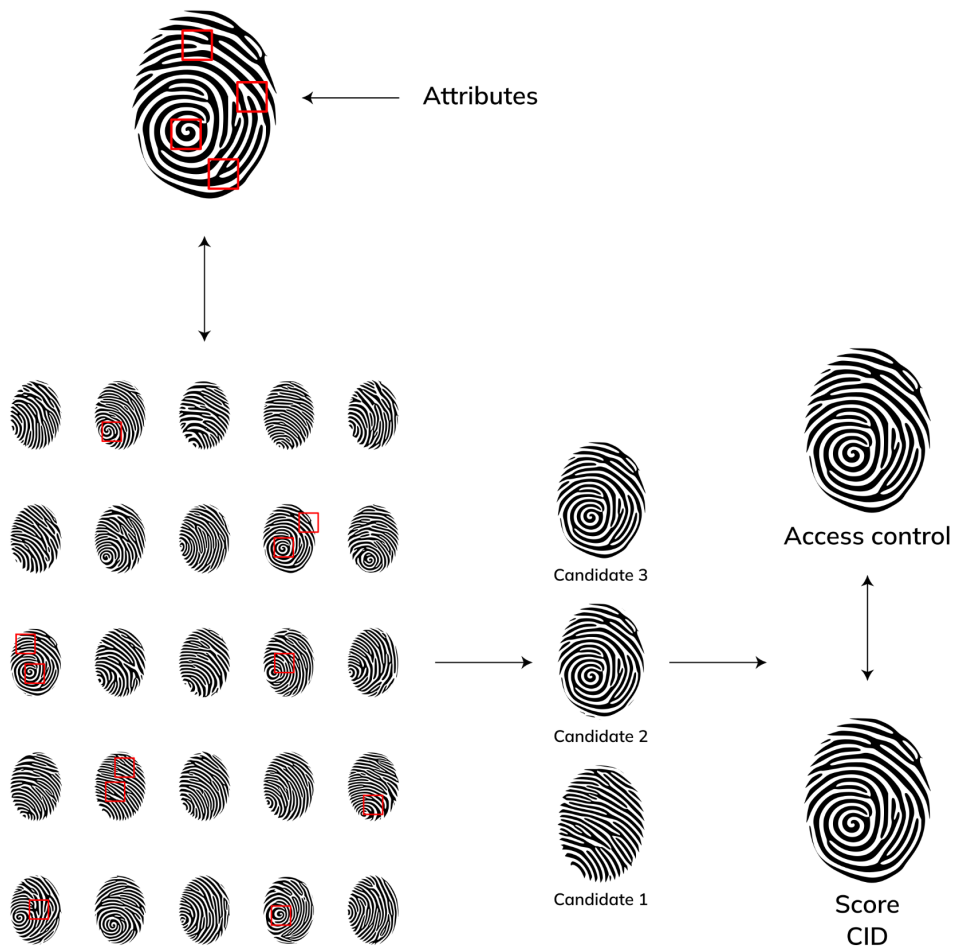 Attributes
Access control
Candidate 3
Candidate 2
Candidate 1
Score
CID